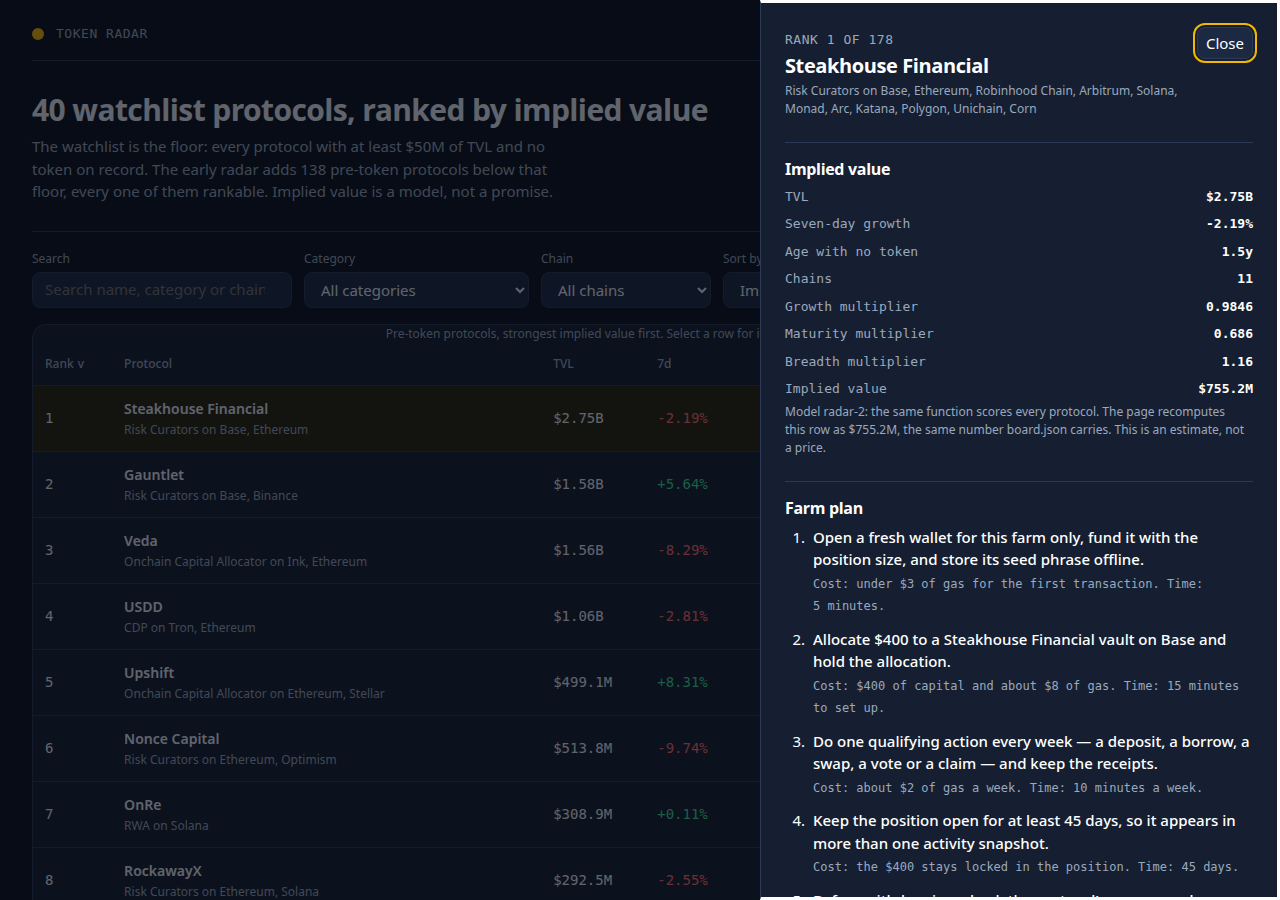 TOKEN RADAR
40 watchlist protocols, ranked by implied value
The watchlist is the floor: every protocol with at least $50M of TVL and no
token on record. The early radar adds 138 pre-token protocols below that
floor, every one of them rankable. Implied value is a model, not a promise.
Search
Category
Chain
Sort by
Search name, category or chain
All categories
All chains
Im
Pre-token protocols, strongest implied value first. Select a row for i
Rank v
Protocol
TVL
7d
1
Steakhouse Financial
Risk Curators on Base, Ethereum
$2.75B
-2.19%
2
Gauntlet
Risk Curators on Base, Binance
$1.58B
+5.64%
3
Veda
Onchain Capital Allocator on Ink, Ethereum
$1.56B
-8.29%
4
USDD
CDP on Tron, Ethereum
$1.06B
-2.81%
5
Upshift
Onchain Capital Allocator on Ethereum, Stellar
$499.1M
+8.31%
6
Nonce Capital
Risk Curators on Ethereum, Optimism
$513.8M
-9.74%
7
OnRe
RWA on Solana
$308.9M
+0.11%
8
RockawayX
Risk Curators on Ethereum, Solana
$292.5M
-2.55%
RANK 1 OF 178
Close
Steakhouse Financial
Risk Curators on Base, Ethereum, Robinhood Chain, Arbitrum, Solana,
Monad, Arc, Katana, Polygon, Unichain, Corn
Implied value
TVL $2.75B
Seven-day growth -2.19%
Age with no token 1.5y
Chains 11
Growth multiplier 0.9846
Maturity multiplier 0.686
Breadth multiplier 1.16
Implied value $755.2M
Model radar-2: the same function scores every protocol. The page recomputes
this row as $755.2M, the same number board.json carries. This is an estimate, not
a price.
Farm plan
1. Open a fresh wallet for this farm only, fund it with the
position size, and store its seed phrase offline.
Cost: under $3 of gas for the first transaction. Time:
5 minutes.
2. Allocate $400 to a Steakhouse Financial vault on Base and
hold the allocation.
Cost: $400 of capital and about $8 of gas. Time: 15 minutes
to set up.
3. Do one qualifying action every week — a deposit, a borrow, a
swap, a vote or a claim — and keep the receipts.
Cost: about $2 of gas a week. Time: 10 minutes a week.
4. Keep the position open for at least 45 days, so it appears in
more than one activity snapshot.
Cost: the $400 stays locked in the position. Time: 45 days.